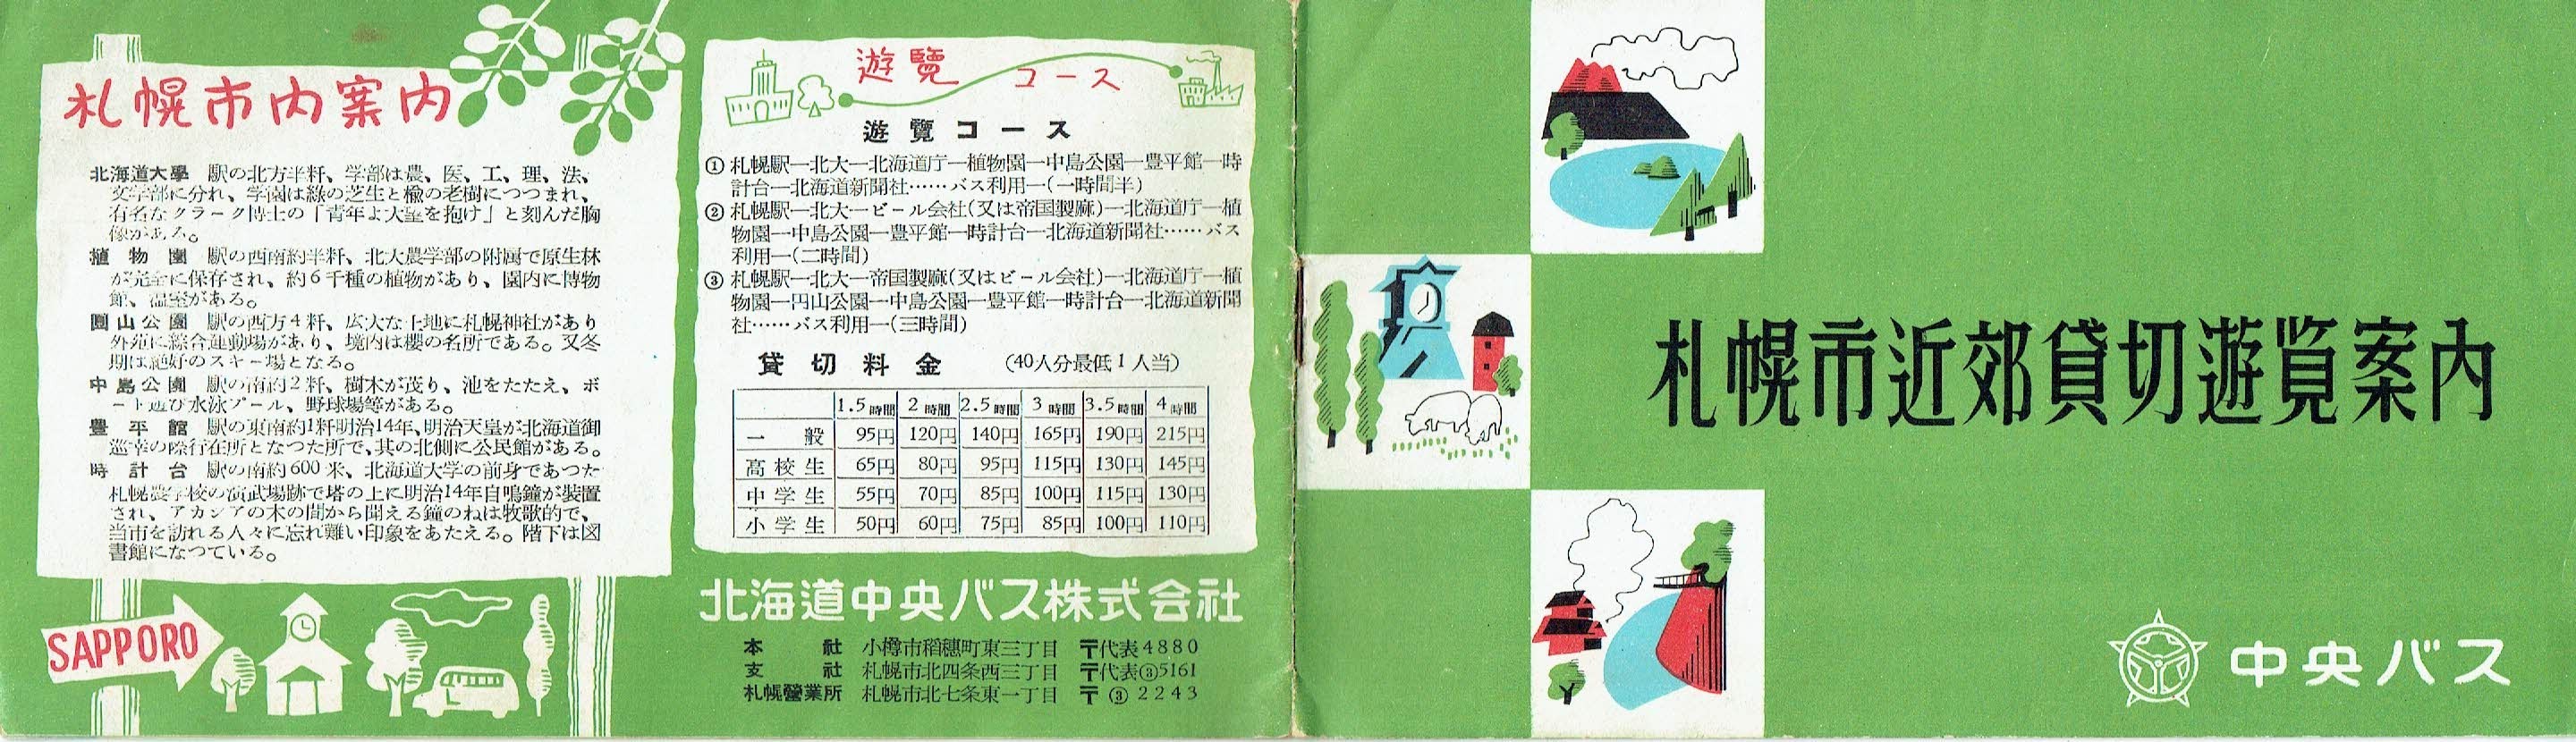 札幌市内案内
北海道大學　駅の北方半粁、学部は農、医、工、理、法、
文学部に分れ、学園は緑の芝生と楡の老樹につつまれ、
有名なクラーク博士の「青年よ大望を抱け」と刻んだ胸
像がある。
植物園　駅の西南約半粁、北大農学部の附属で原生林
が完全に保存され、約6千種の植物があり、園内に博物
館、温室がある。
圓山公園　駅の西方4粁、広大な土地に札幌神社があり
外苑に綜合運動場があり、境内は櫻の名所である。又冬
期は絶好のスキー場となる。
中島公園　駅の南約2粁、樹木が茂り、池をたたえ、ボ
ート遊び水泳プール、野球場等がある。
豊平館　駅の東南約1粁明治14年、明治天皇が北海道御
巡幸の際行在所となつた所で、其の北側に公民館がある。
時計台　駅の南約600米、北海道大学の前身であつた
札幌農学校の演武場跡で塔の上に明治14年自鳴鐘が装置
され、アカシアの木の間から聞える鐘のねは牧歌的で、
当市を訪れる人々に忘れ難い印象をあたえる。階下は図
書館になつている。
SAPPORO
遊覽コース
遊覽コース
①札幌駅―北大―北海道庁―植物園―中島公園―豊平館―時
計台―北海道新聞社……バス利用―(一時間半)
②札幌駅―北大―ビール会社(又は帝国製麻)―北海道庁―植
物園―中島公園―豊平館―時計台―北海道新聞社……バス
利用―(二時間)
③札幌駅―北大―帝国製麻(又はビール会社)―北海道庁―植
物園―円山公園―中島公園―豊平館―時計台―北海道新聞
社……バス利用―(三時間)
貸切料金　(40人分最低1人当)
1.5時間　2時間　2.5時間　3時間　3.5時間　4時間
一般　95円　120円　140円　165円　190円　215円
高校生　65円　80円　95円　115円　130円　145円
中学生　55円　70円　85円　100円　115円　130円
小学生　50円　60円　75円　85円　100円　110円
北海道中央バス株式会社
本社　小樽市稲穂町東三丁目　〒代表4880
支社　札幌市北四条西三丁目　〒代表③5161
札幌營業所　札幌市北七条東一丁目　〒③2243
札幌市近郊貸切遊覧案内
中央バス